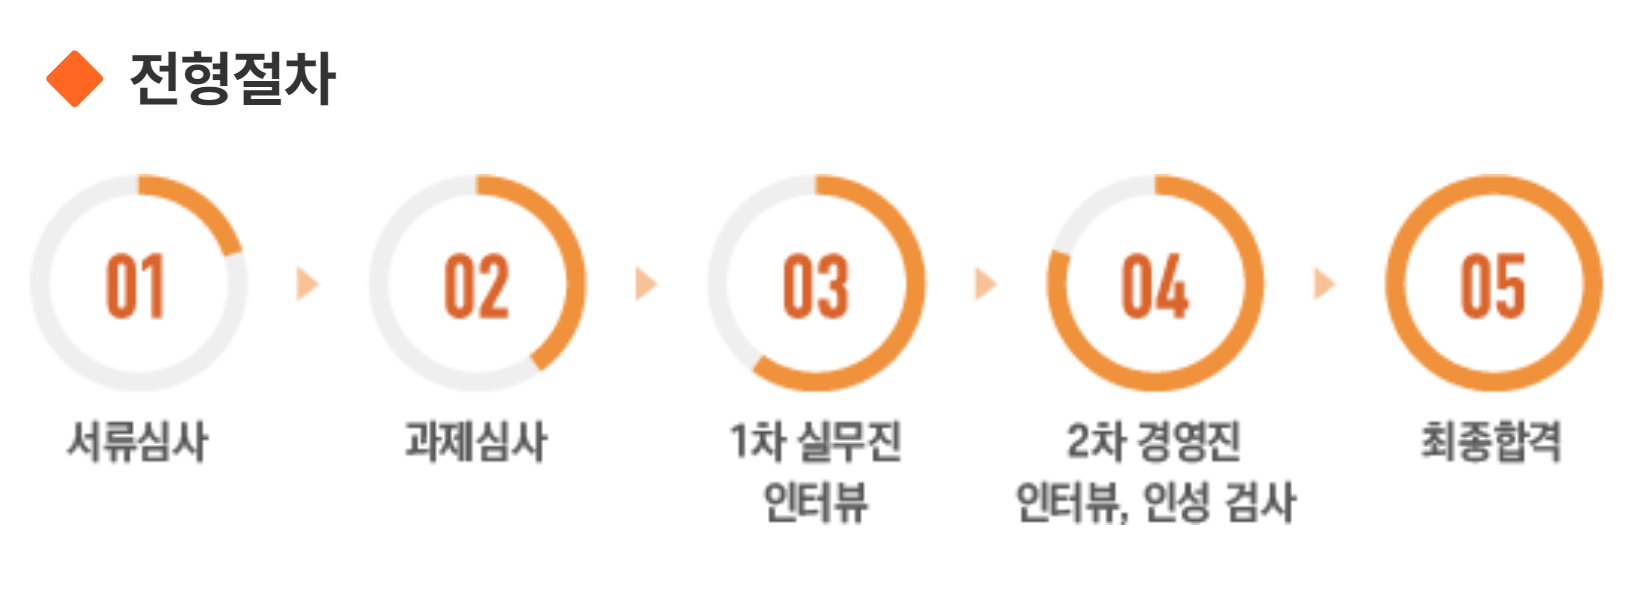 전형절차
01
02
03
04
05
서류심사
과제심사
1차 실무진
인터뷰
2차 경영진
인터뷰, 인성 검사
최종합격